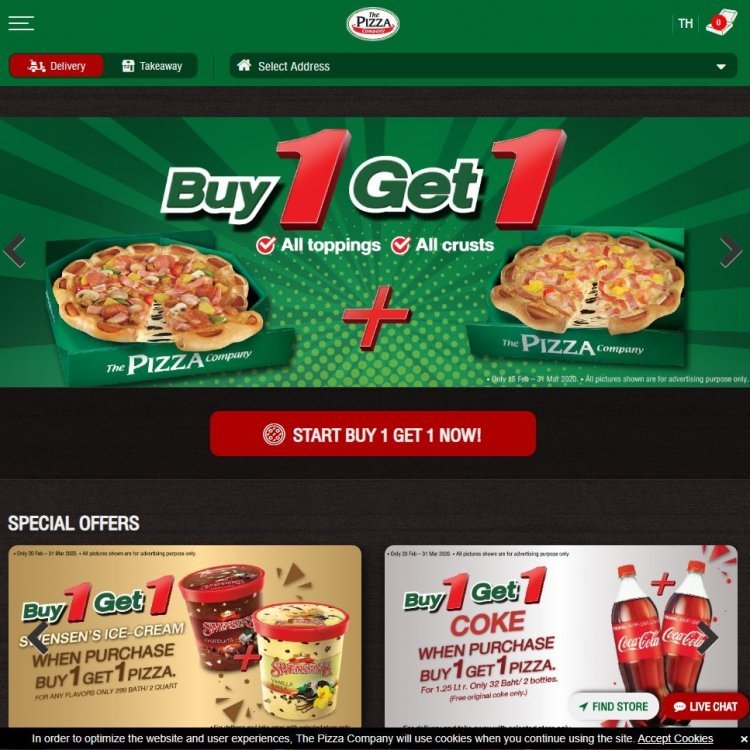 The
PIZZA
Company
TH
0
Delivery
Takeaway
Select Address
Buy 1 Get 1
All toppings All crusts
The PIZZA Company
The PIZZA Company
• Only 15 Feb – 31 Mar 2020. • All pictures shown are for advertising purpose only.
START BUY 1 GET 1 NOW!
SPECIAL OFFERS
• Only 20 Feb – 31 Mar 2020. • All pictures shown are for advertising purpose only.
Buy 1 Get 1
SWENSEN'S ICE-CREAM
WHEN PURCHASE
BUY 1 GET 1 PIZZA.
FOR ANY FLAVORS ONLY 299 BATH/ 2 QUART
SWENSEN'S
SWENSEN'S
VANILLA
• Only 20 Feb – 31 Mar 2020. • All pictures shown are for advertising purpose only.
Buy 1 Get 1
COKE
WHEN PURCHASE
BUY 1 GET 1 PIZZA.
For 1.25 Lt r. Only 32 Baht/ 2 bottles.
(Free original coke only.)
Coca-Cola
Coca-Cola
FIND STORE
LIVE CHAT
In order to optimize the website and user experiences, The Pizza Company will use cookies when you continue using the site. Accept Cookies
×